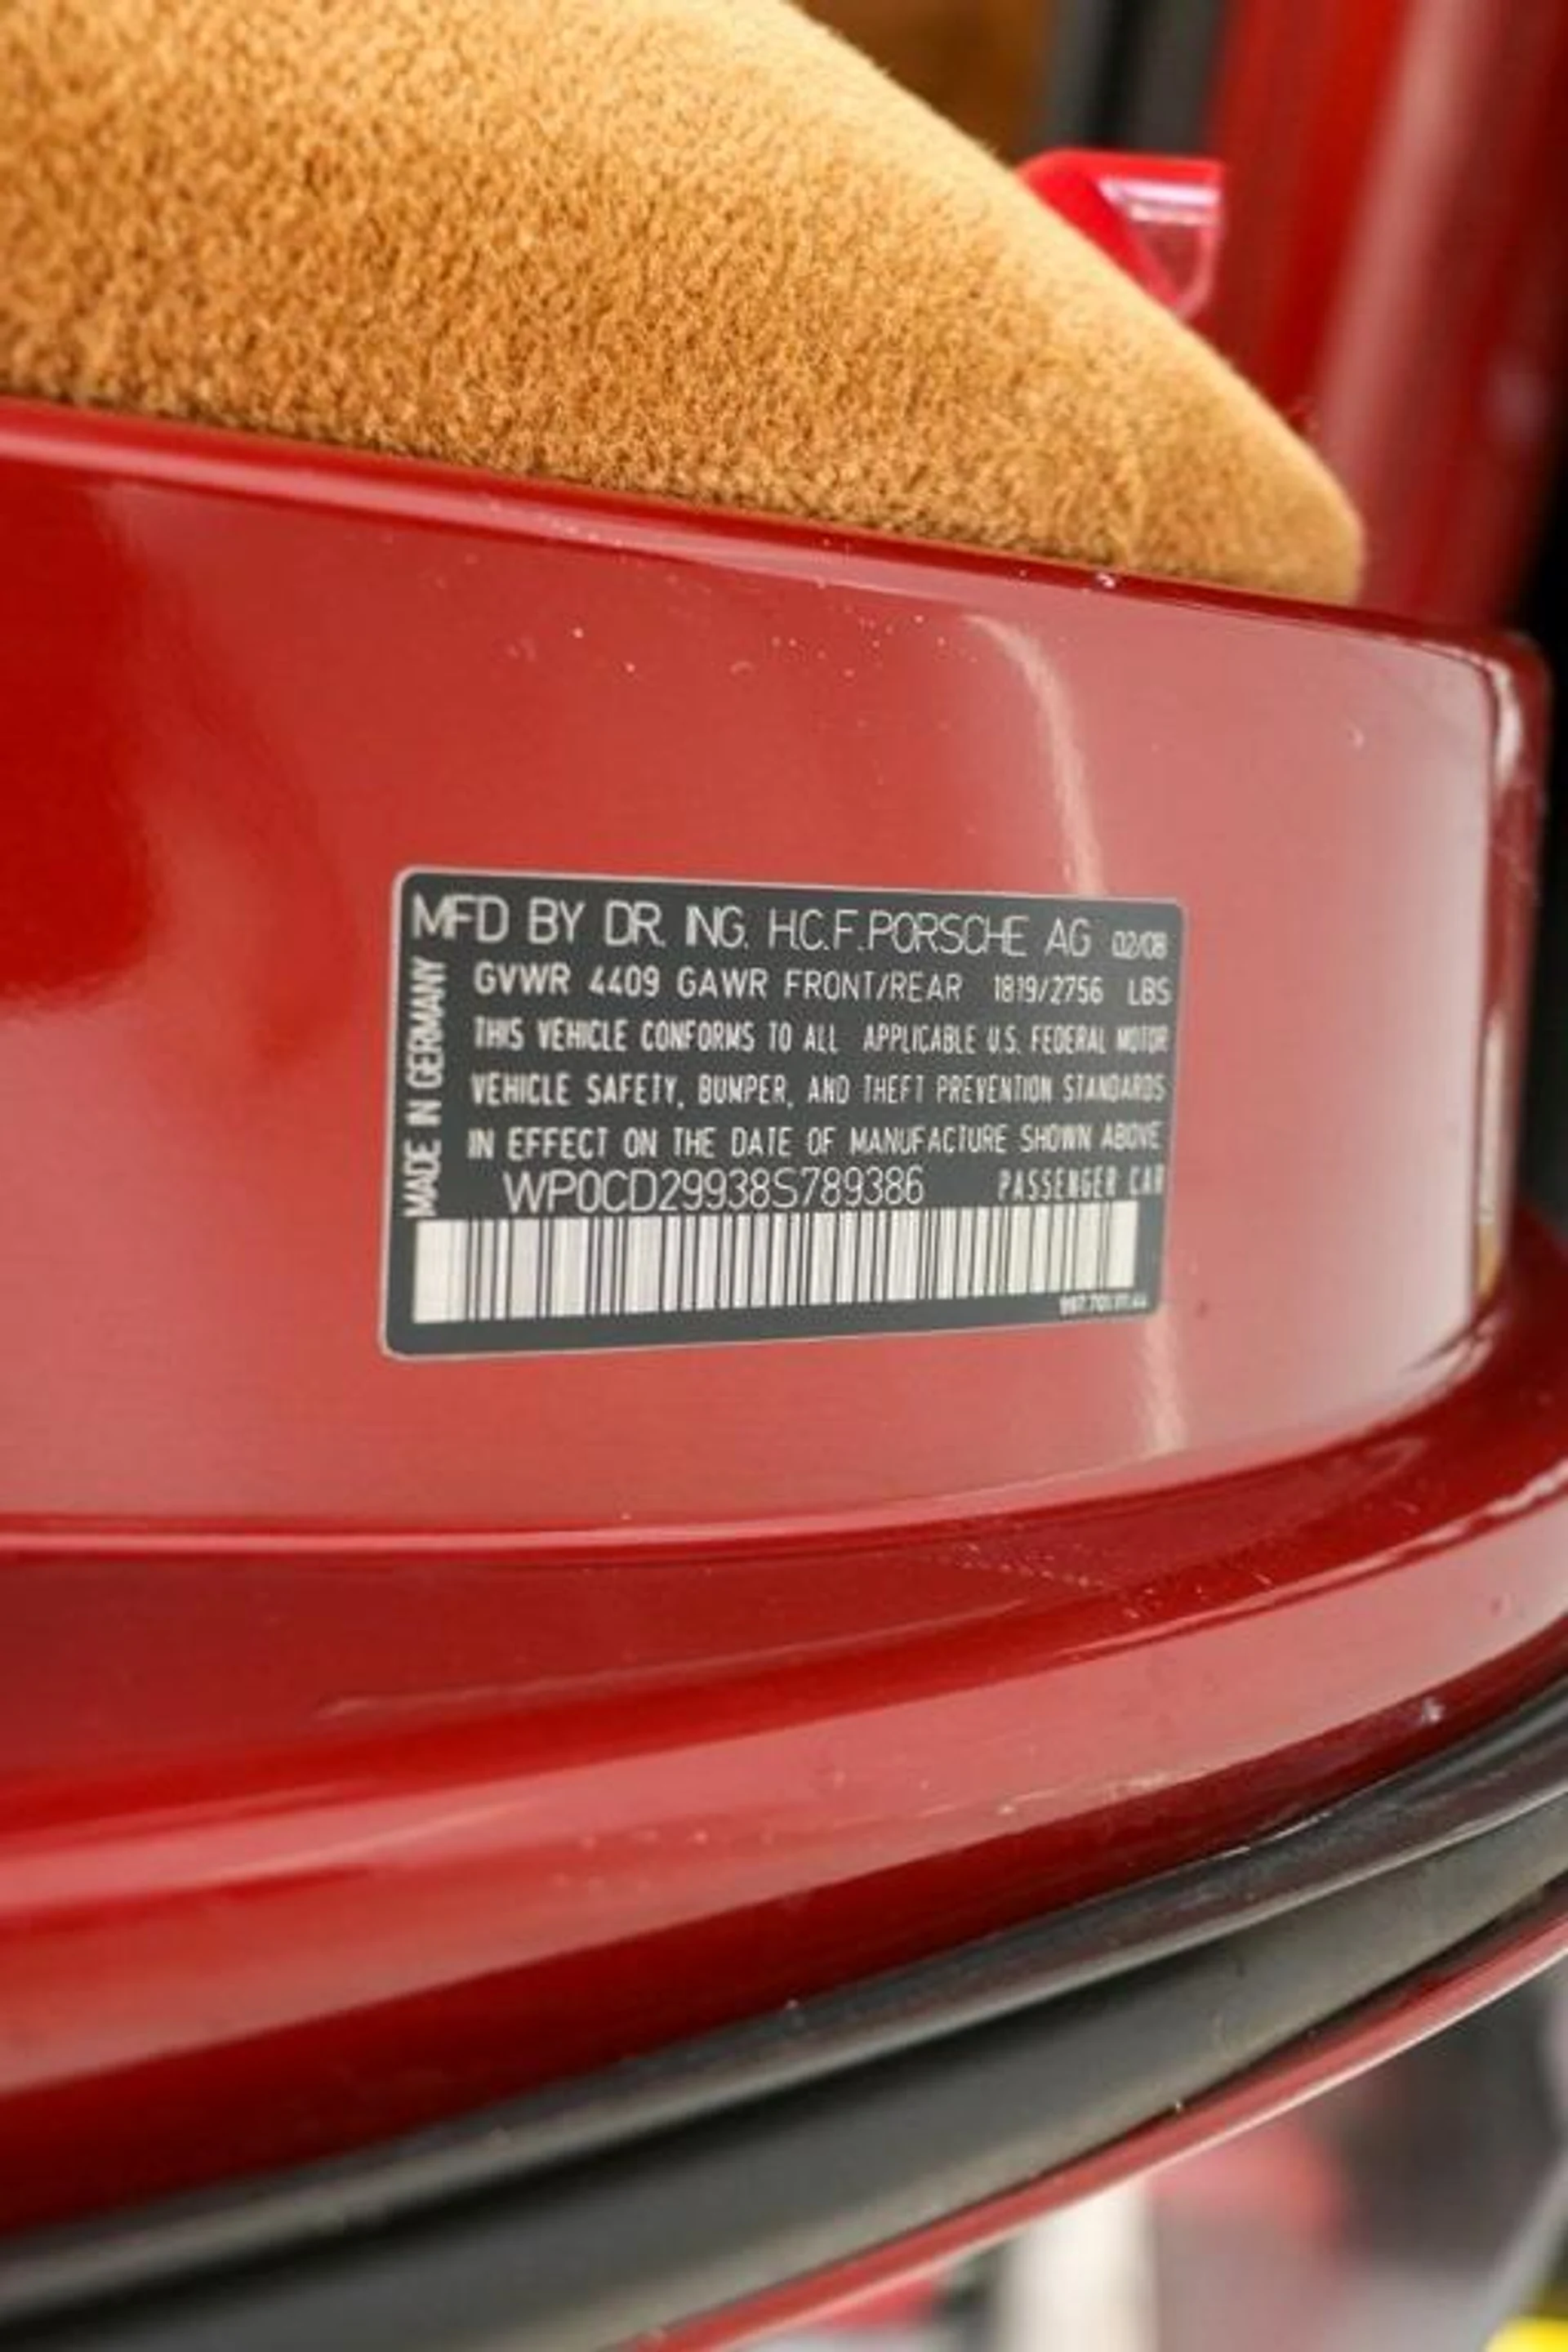 MFD BY DR. ING. H.C.F. PORSCHE AG 02/08
GVWR 4409 GAWR FRONT/REAR 1819/2756 LBS
THIS VEHICLE CONFORMS TO ALL APPLICABLE U.S. FEDERAL MOTOR
VEHICLE SAFETY, BUMPER, AND THEFT PREVENTION STANDARDS
IN EFFECT ON THE DATE OF MANUFACTURE SHOWN ABOVE
WP0CD29938S789386 PASSENGER CAR
MADE IN GERMANY